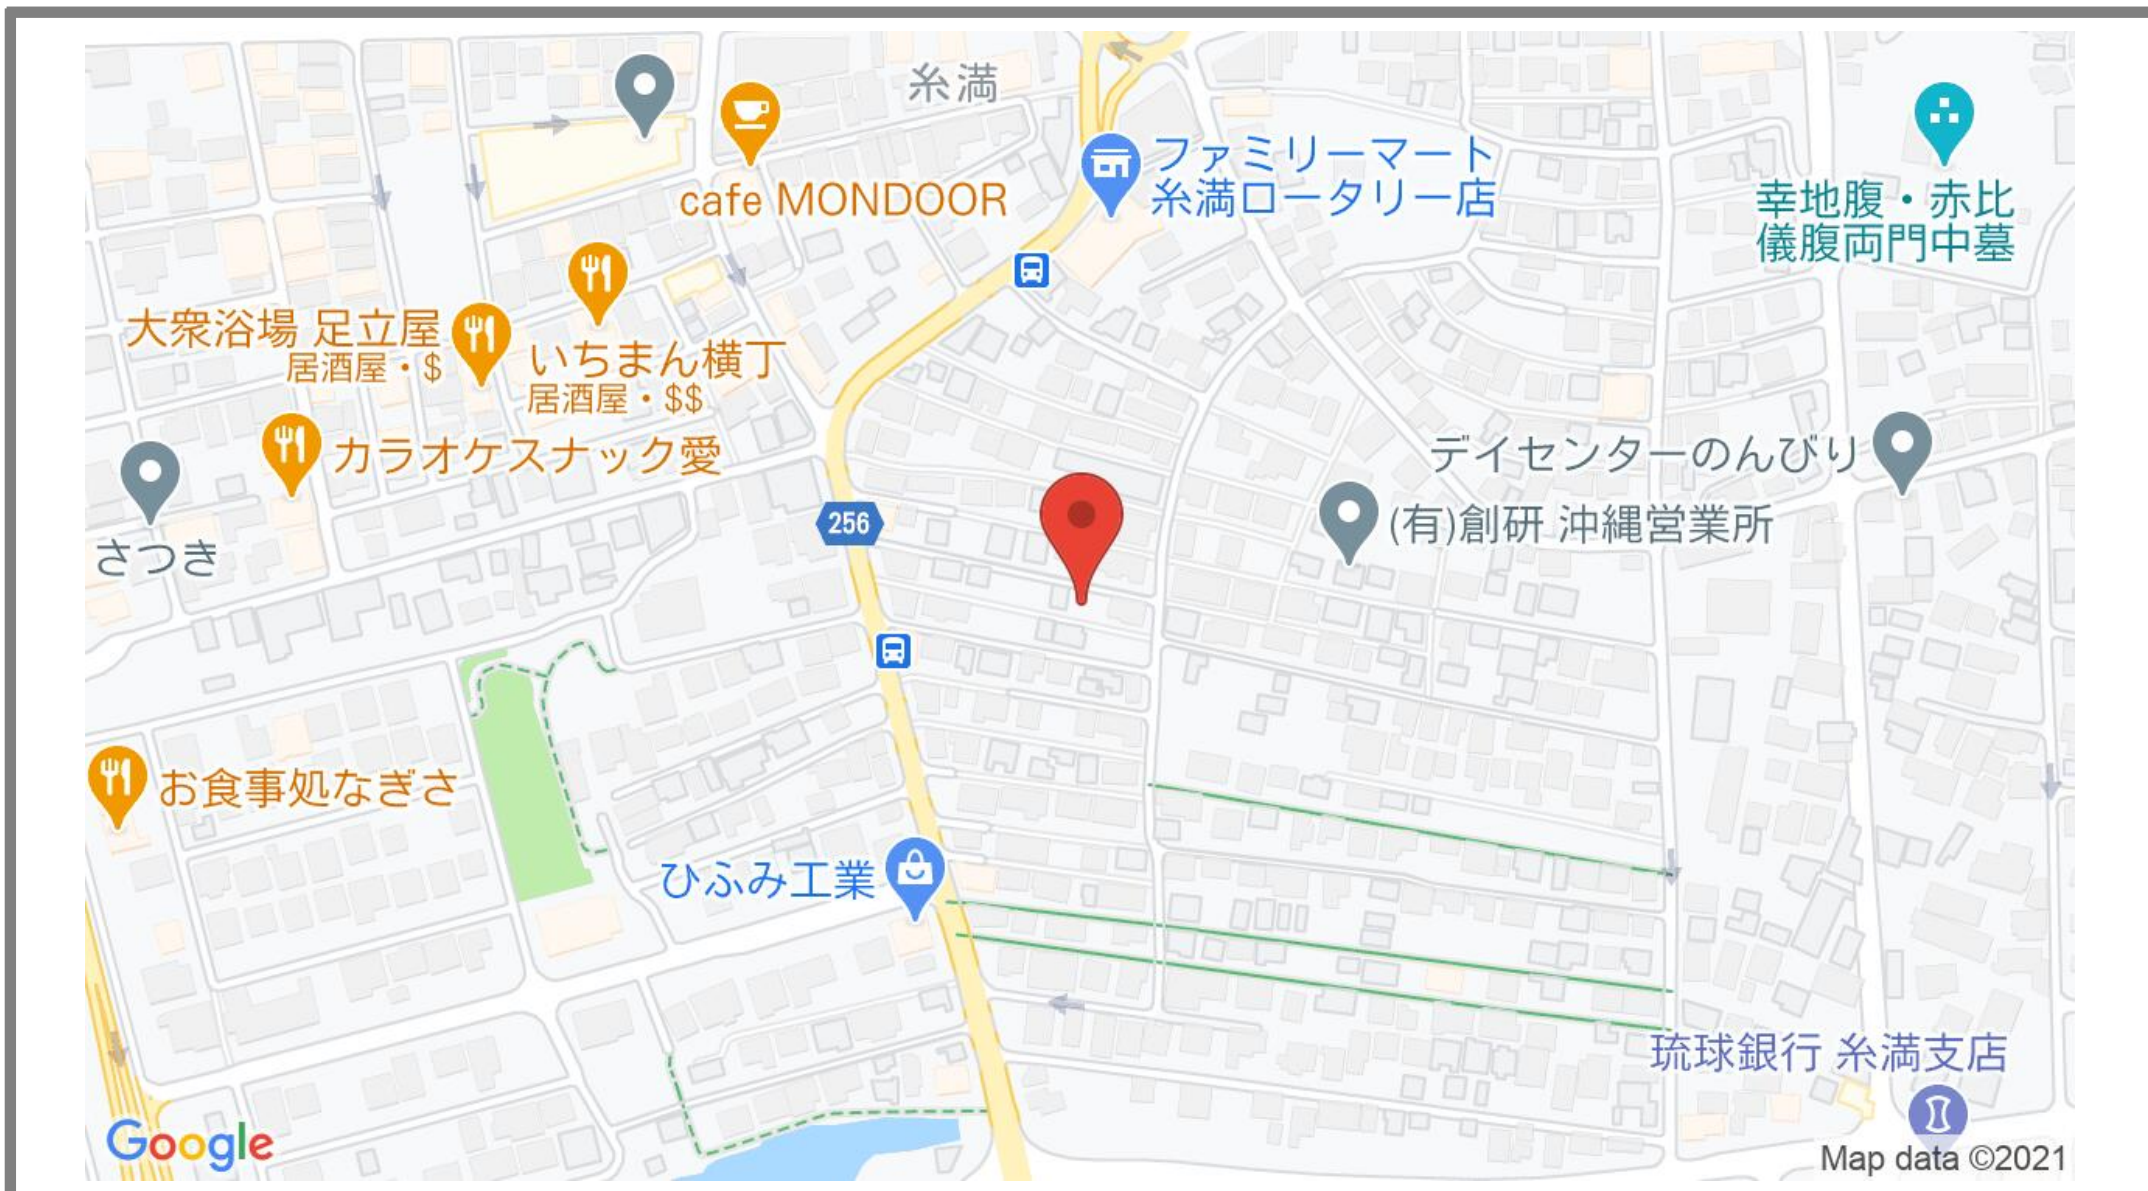 糸満
ファミリーマート
糸満ロータリー店
cafe MONDOOR
幸地腹・赤比
儀腹両門中墓
大衆浴場 足立屋
居酒屋・$
いちまん横丁
居酒屋・$$
カラオケスナック愛
デイセンターのんびり
256
(有)創研 沖縄営業所
さつき
お食事処なぎさ
ひふみ工業
琉球銀行 糸満支店
Google
Map data ©2021